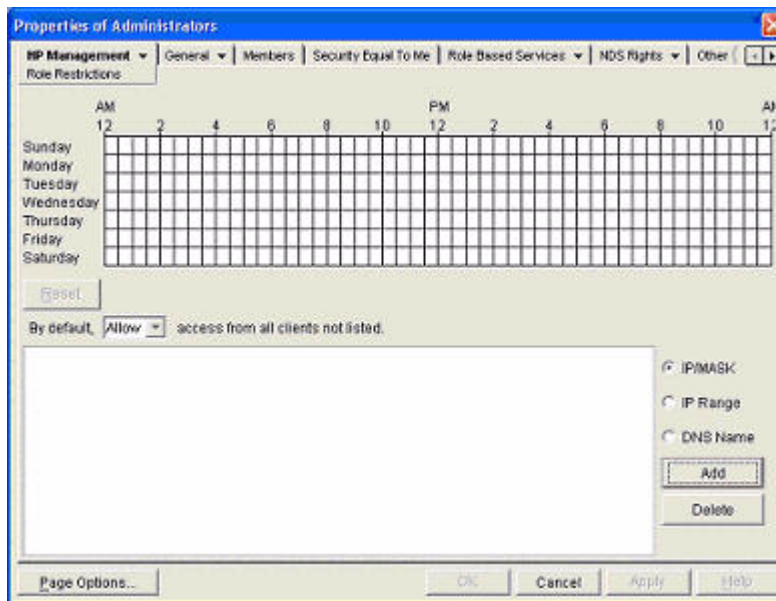 Properties of Administrators
HP Management General Members Security Equal To Me Role Based Services NDS Rights Other
Role Restrictions
AM PM AM
12 2 4 6 8 10 12 2 4 6 8 10 12
Sunday
Monday
Tuesday
Wednesday
Thursday
Friday
Saturday
Reset
By default, Allow access from all clients not listed.
IP/MASK
IP Range
DNS Name
Add
Delete
Page Options... OK Cancel Apply Help